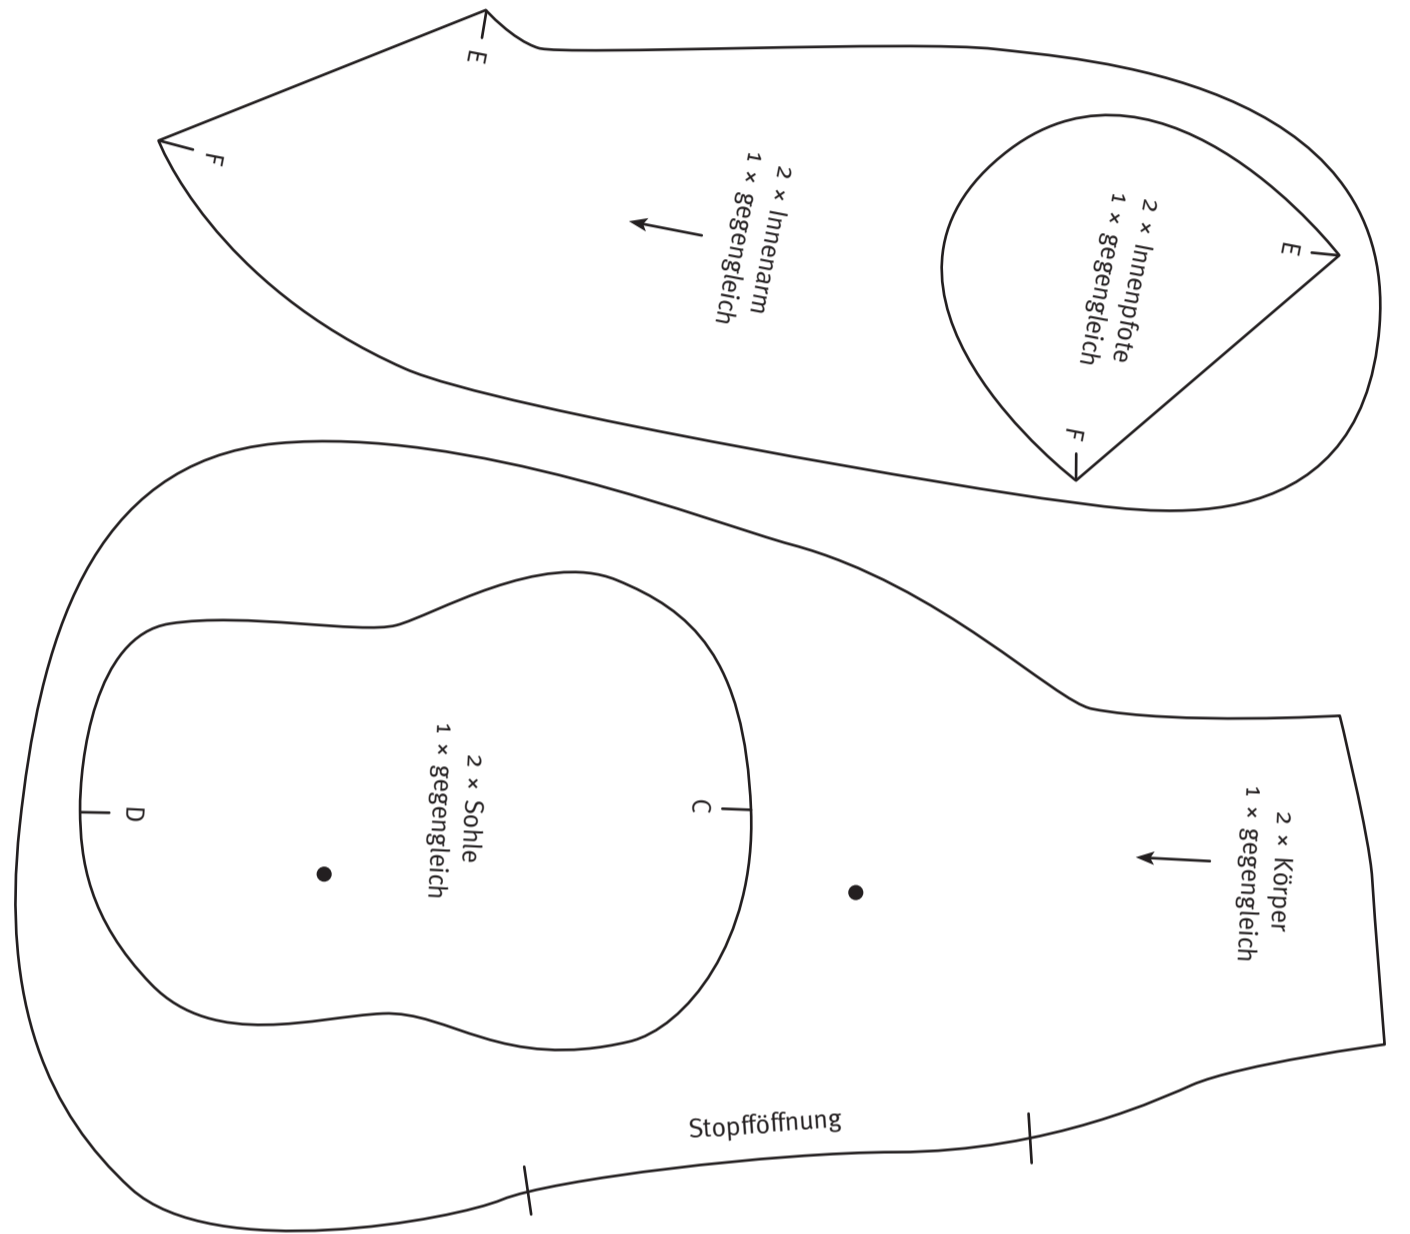 E
F
2 × Innenarm
1 × gegengleich
2 × Innenpfote
1 × gegengleich
E
F
2 × Sohle
1 × gegengleich
C
D
2 × Körper
1 × gegengleich
Stopfföffnung